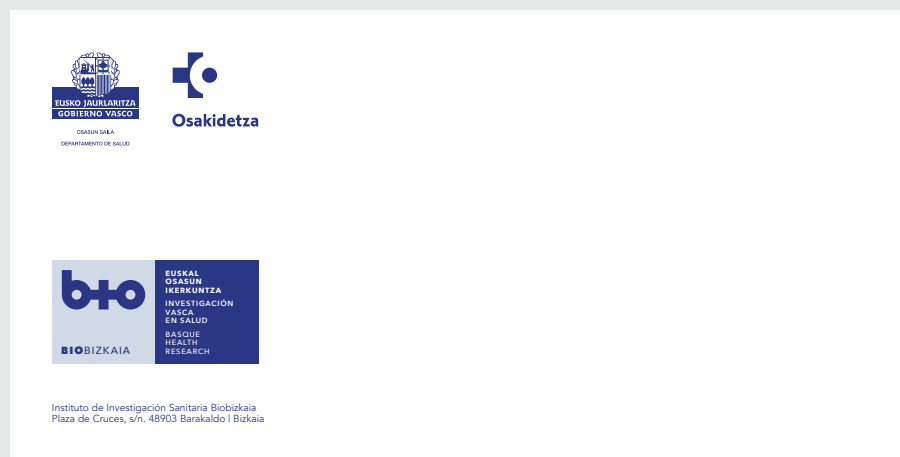 EUSKO JAURLARITZA
GOBIERNO VASCO
OSASUN SAILA
DEPARTAMENTO DE SALUD
Osakidetza
bio
BIOBIZKAIA
EUSKAL
OSASUN
IKERKUNTZA
INVESTIGACIÓN
VASCA
EN SALUD
BASQUE
HEALTH
RESEARCH
Instituto de Investigación Sanitaria Biobizkaia
Plaza de Cruces, s/n. 48903 Barakaldo | Bizkaia